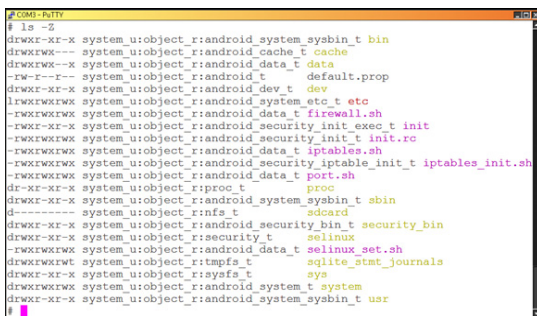 COM3 - PuTTY
# ls -Z
drwxr-xr-x system_u:object_r:android_system_sysbin_t bin
drwxrwx--- system_u:object_r:android_cache_t cache
drwxrwx--x system_u:object_r:android_data_t data
-rw-r--r-- system_u:object_r:android_t default.prop
drwxr-xr-x system_u:object_r:android_dev_t dev
lrwxrwxrwx system_u:object_r:android_system_etc_t etc
-rwxrwxrwx system_u:object_r:android_data_t firewall.sh
-rwxr-xr-x system_u:object_r:android_security_init_exec_t init
-rwxrwxrwx system_u:object_r:android_security_init_t init.rc
-rwxrwxrwx system_u:object_r:android_data_t iptables.sh
-rwxrwxrwx system_u:object_r:android_security_iptable_init_t iptables_init.sh
-rwxrwxrwx system_u:object_r:android_data_t port.sh
dr-xr-xr-x system_u:object_r:proc_t proc
drwxr-xr-x system_u:object_r:android_system_sysbin_t sbin
d--------- system_u:object_r:nfs_t sdcard
drwxr-xr-x system_u:object_r:android_security_bin_t security_bin
drwxr-xr-x system_u:object_r:security_t selinux
-rwxrwxrwx system_u:object_r:android_data_t selinux_set.sh
drwxrwxrwt system_u:object_r:tmpfs_t sqlite_stmt_journals
drwxr-xr-x system_u:object_r:sysfs_t sys
drwxr-xr-x system_u:object_r:android_system_t system
drwxr-xr-x system_u:object_r:android_system_sysbin_t usr
#